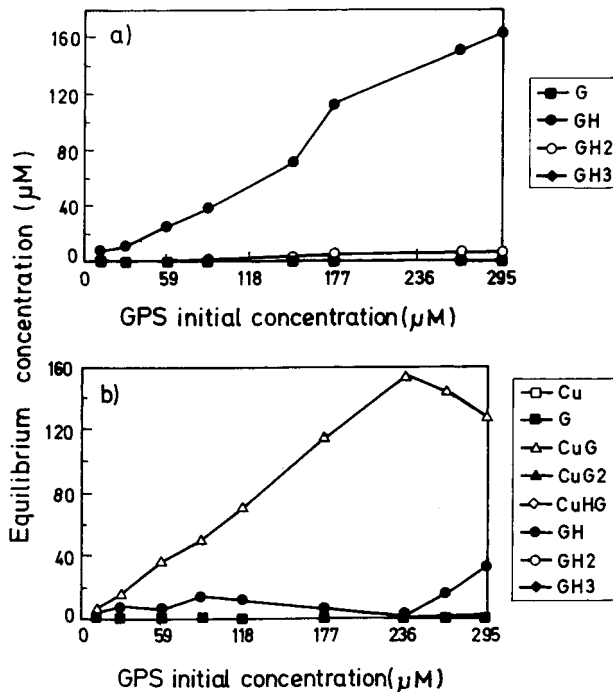 a)
160
120
80
40
0
0 59 118 177 236 295
GPS initial concentration(µM)
G
GH
GH2
GH3
Equilibrium concentration (µM)
b)
160
120
80
40
0
0 59 118 177 236 295
GPS initial concentration(µM)
Cu
G
CuG
CuG2
CuHG
GH
GH2
GH3